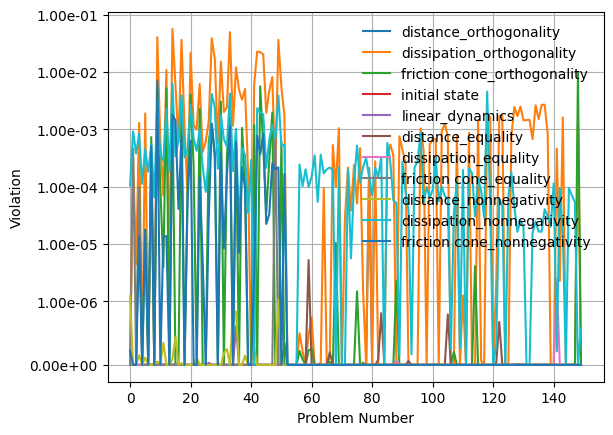 1.00e-01
1.00e-02
1.00e-03
1.00e-04
1.00e-05
1.00e-06
0.00e+00
Violation
distance_orthogonality
dissipation_orthogonality
friction cone_orthogonality
initial state
linear_dynamics
distance_equality
dissipation_equality
friction cone_equality
distance_nonnegativity
dissipation_nonnegativity
friction cone_nonnegativity
0 20 40 60 80 100 120 140
Problem Number